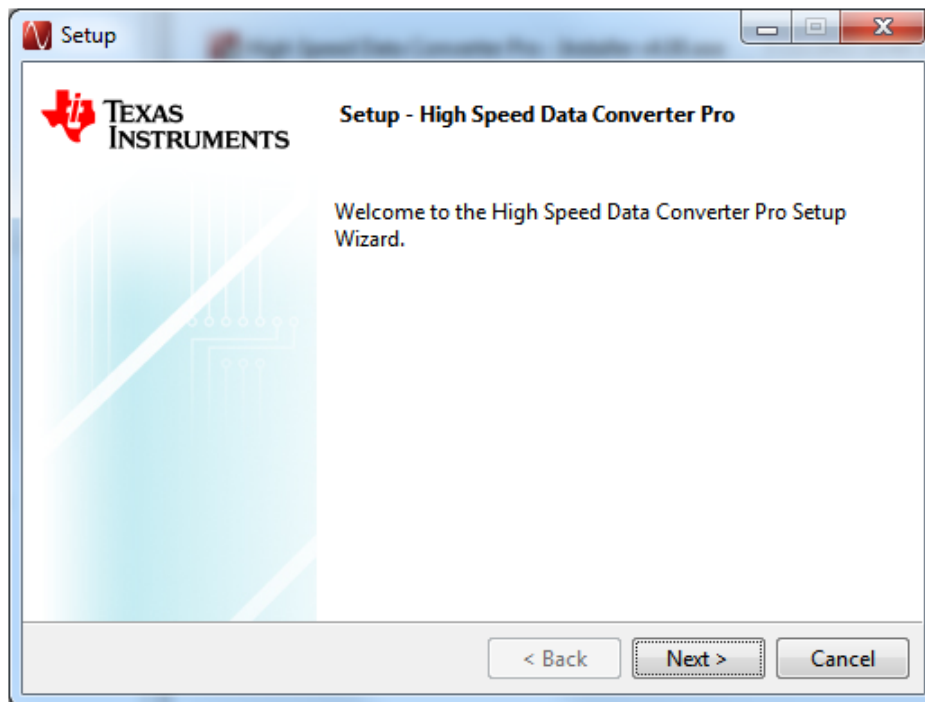 Setup
TEXAS
INSTRUMENTS
Setup - High Speed Data Converter Pro
Welcome to the High Speed Data Converter Pro Setup
Wizard.
< Back
Next >
Cancel